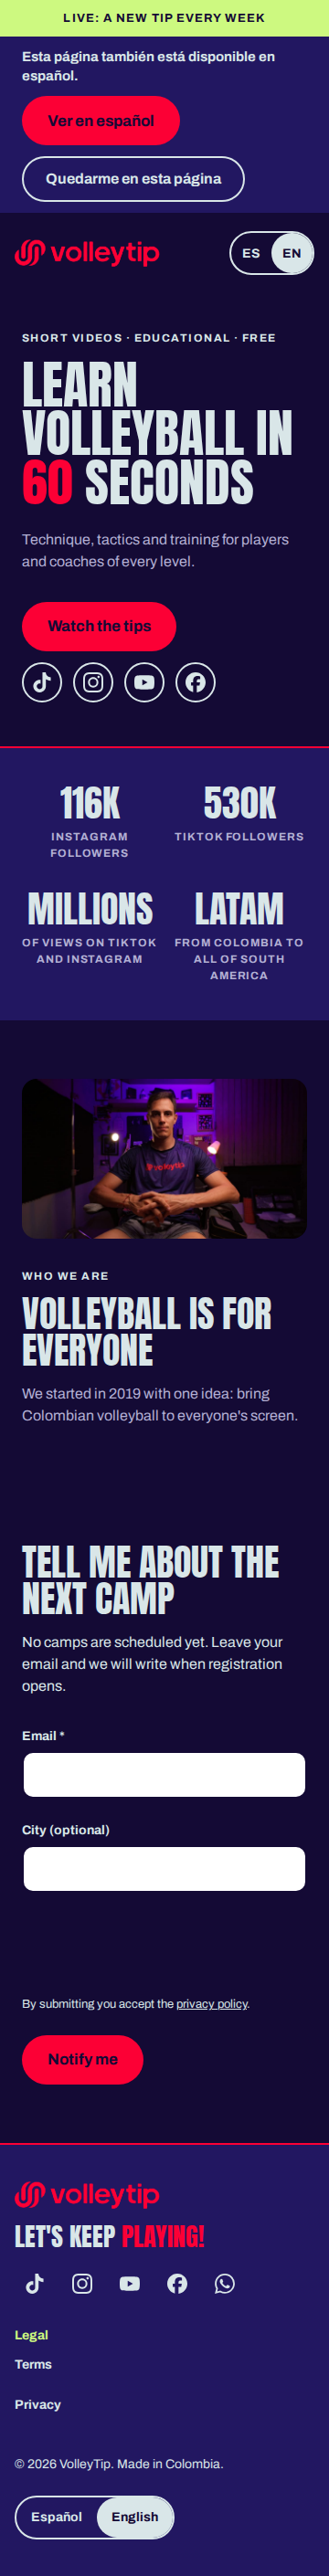 LIVE: A NEW TIP EVERY WEEK
Esta página también está disponible en
español.
Ver en español
Quedarme en esta página
volleytip
ES EN
SHORT VIDEOS · EDUCATIONAL · FREE
LEARN
VOLLEYBALL IN
60 SECONDS
Technique, tactics and training for players
and coaches of every level.
Watch the tips
116K
INSTAGRAM
FOLLOWERS
530K
TIKTOK FOLLOWERS
MILLIONS
OF VIEWS ON TIKTOK
AND INSTAGRAM
LATAM
FROM COLOMBIA TO
ALL OF SOUTH
AMERICA
volleytip
WHO WE ARE
VOLLEYBALL IS FOR
EVERYONE
We started in 2019 with one idea: bring
Colombian volleyball to everyone's screen.
TELL ME ABOUT THE
NEXT CAMP
No camps are scheduled yet. Leave your
email and we will write when registration
opens.
Email *
City (optional)
By submitting you accept the privacy policy.
Notify me
volleytip
LET'S KEEP PLAYING!
Legal
Terms
Privacy
© 2026 VolleyTip. Made in Colombia.
Español English